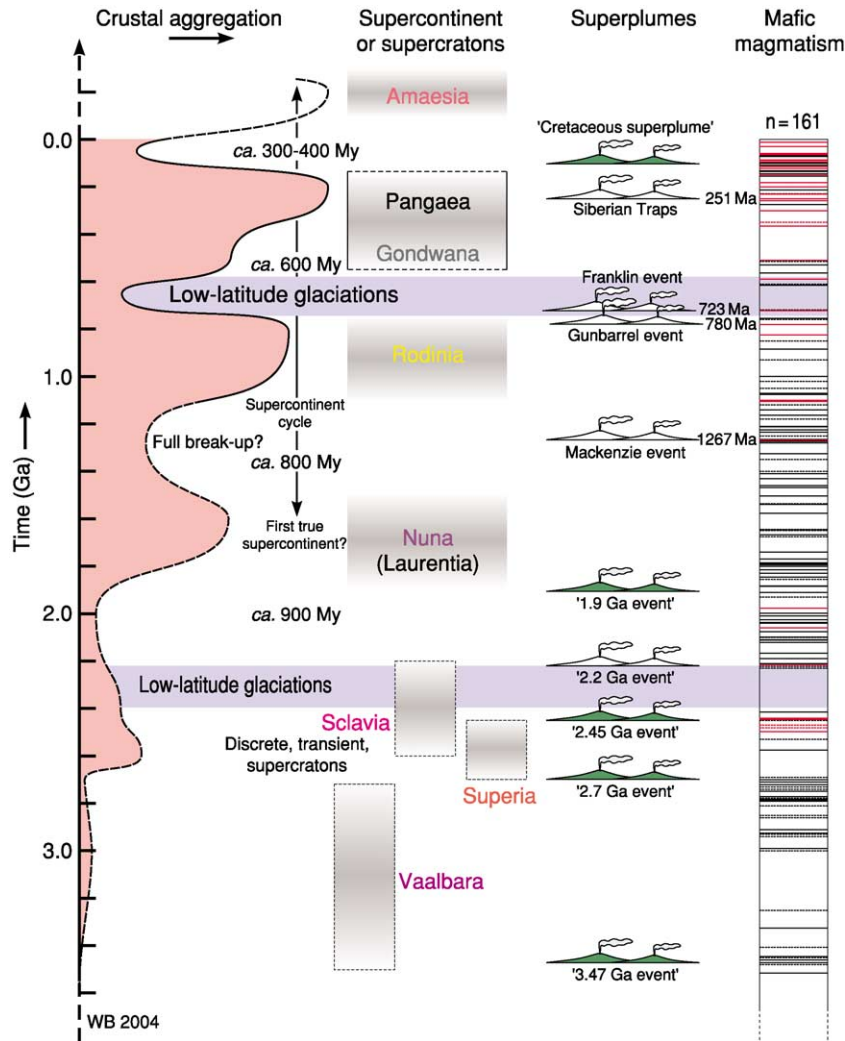 Crustal aggregation
Supercontinent
or supercratons
Superplumes
Mafic
magmatism
n = 161
Amaesia
0.0
'Cretaceous superplume'
ca. 300-400 My
Pangaea
Siberian Traps
251 Ma
Gondwana
ca. 600 My
Franklin event
Low-latitude glaciations
723 Ma
780 Ma
Gunbarrel event
Rodinia
1.0
Supercontinent
cycle
Full break-up?
ca. 800 My
1267 Ma
Mackenzie event
Time (Ga)
First true
supercontinent?
Nuna
(Laurentia)
'1.9 Ga event'
2.0
ca. 900 My
Low-latitude glaciations
'2.2 Ga event'
Sclavia
'2.45 Ga event'
Discrete, transient,
supercratons
Superia
'2.7 Ga event'
3.0
Vaalbara
'3.47 Ga event'
WB 2004